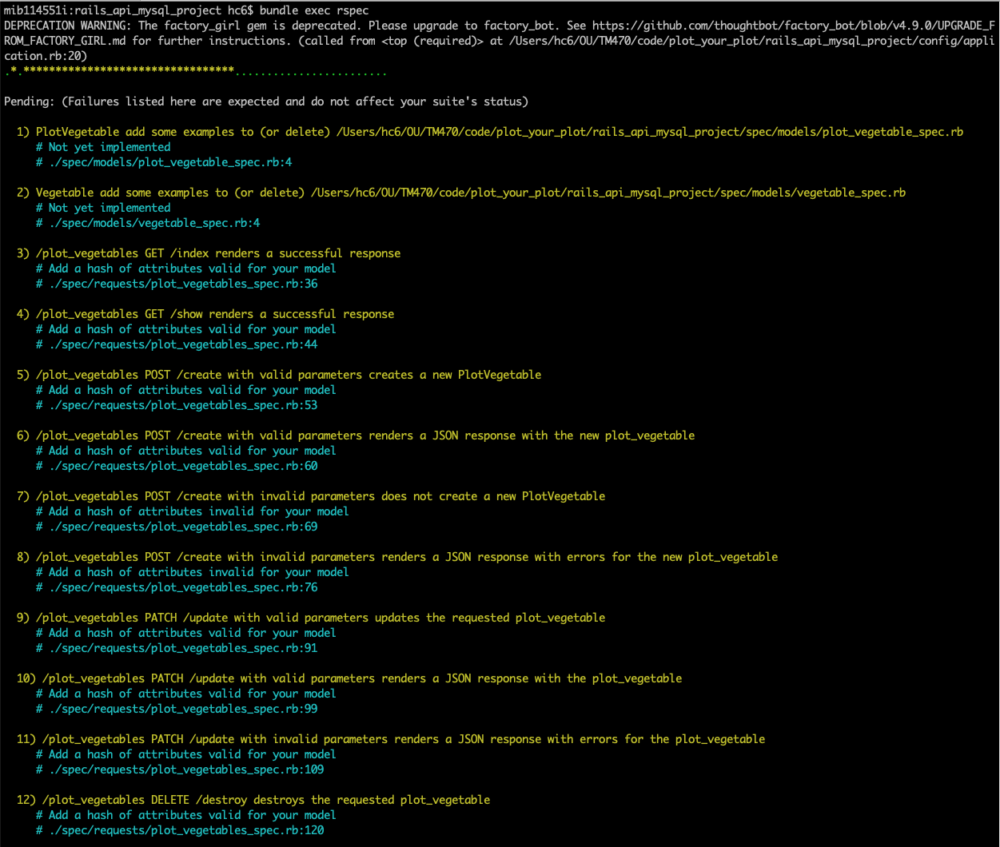 mib114551i:rails_api_mysql_project hc6$ bundle exec rspec
DEPRECATION WARNING: The factory_girl gem is deprecated. Please upgrade to factory_bot. See https://github.com/thoughtbot/factory_bot/blob/v4.9.0/UPGRADE_F
ROM_FACTORY_GIRL.md for further instructions. (called from <top (required)> at /Users/hc6/OU/TM470/code/plot_your_plot/rails_api_mysql_project/config/appli
cation.rb:20)
.*.*********************************........................
Pending: (Failures listed here are expected and do not affect your suite's status)
1) PlotVegetable add some examples to (or delete) /Users/hc6/OU/TM470/code/plot_your_plot/rails_api_mysql_project/spec/models/plot_vegetable_spec.rb
# Not yet implemented
# ./spec/models/plot_vegetable_spec.rb:4
2) Vegetable add some examples to (or delete) /Users/hc6/OU/TM470/code/plot_your_plot/rails_api_mysql_project/spec/models/vegetable_spec.rb
# Not yet implemented
# ./spec/models/vegetable_spec.rb:4
3) /plot_vegetables GET /index renders a successful response
# Add a hash of attributes valid for your model
# ./spec/requests/plot_vegetables_spec.rb:36
4) /plot_vegetables GET /show renders a successful response
# Add a hash of attributes valid for your model
# ./spec/requests/plot_vegetables_spec.rb:44
5) /plot_vegetables POST /create with valid parameters creates a new PlotVegetable
# Add a hash of attributes valid for your model
# ./spec/requests/plot_vegetables_spec.rb:53
6) /plot_vegetables POST /create with valid parameters renders a JSON response with the new plot_vegetable
# Add a hash of attributes valid for your model
# ./spec/requests/plot_vegetables_spec.rb:60
7) /plot_vegetables POST /create with invalid parameters does not create a new PlotVegetable
# Add a hash of attributes invalid for your model
# ./spec/requests/plot_vegetables_spec.rb:69
8) /plot_vegetables POST /create with invalid parameters renders a JSON response with errors for the new plot_vegetable
# Add a hash of attributes invalid for your model
# ./spec/requests/plot_vegetables_spec.rb:76
9) /plot_vegetables PATCH /update with valid parameters updates the requested plot_vegetable
# Add a hash of attributes valid for your model
# ./spec/requests/plot_vegetables_spec.rb:91
10) /plot_vegetables PATCH /update with valid parameters renders a JSON response with the plot_vegetable
# Add a hash of attributes valid for your model
# ./spec/requests/plot_vegetables_spec.rb:99
11) /plot_vegetables PATCH /update with invalid parameters renders a JSON response with errors for the plot_vegetable
# Add a hash of attributes valid for your model
# ./spec/requests/plot_vegetables_spec.rb:109
12) /plot_vegetables DELETE /destroy destroys the requested plot_vegetable
# Add a hash of attributes valid for your model
# ./spec/requests/plot_vegetables_spec.rb:120